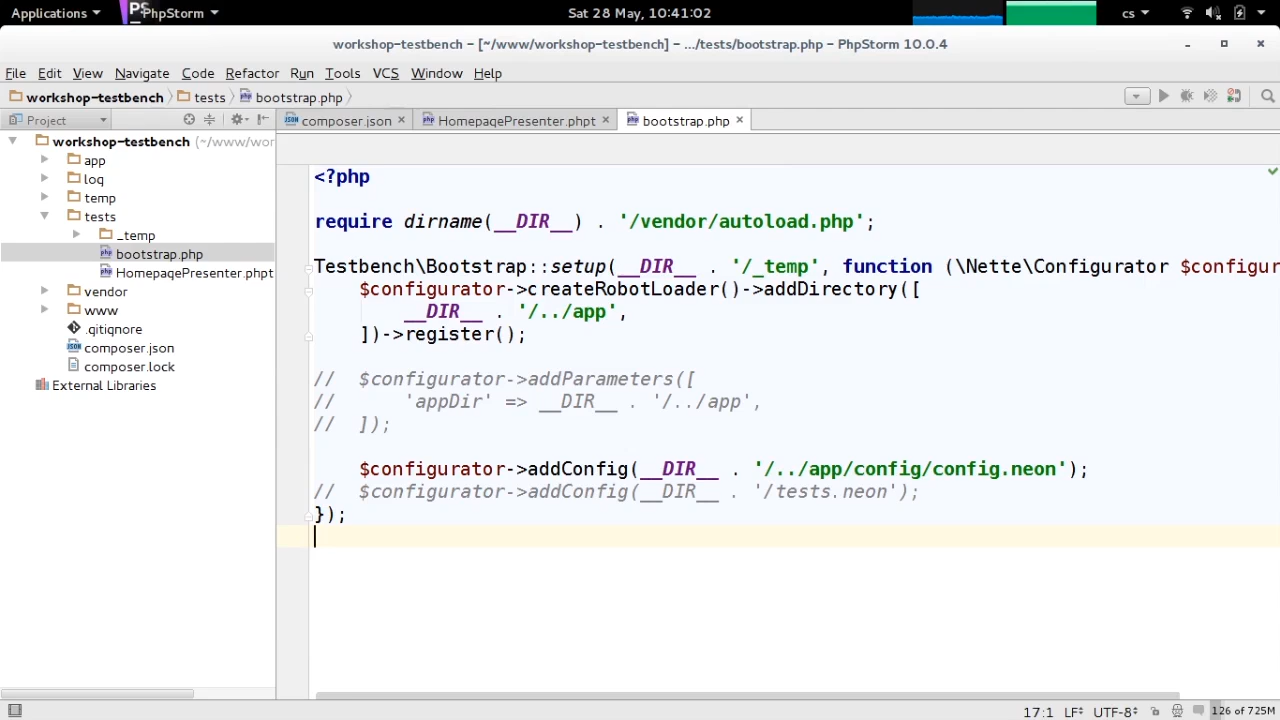 Applications
PS PhpStorm
Sat 28 May, 10:41:02
cs
workshop-testbench – [~/www/workshop-testbench] – .../tests/bootstrap.php – PhpStorm 10.0.4
File Edit View Navigate Code Refactor Run Tools VCS Window Help
workshop-testbench tests bootstrap.php
Project composer.json HomepagePresenter.phpt bootstrap.php
workshop-testbench (~/www/wor
app
log
temp
tests
_temp
bootstrap.php
HomepagePresenter.phpt
vendor
www
.gitignore
composer.json
composer.lock
External Libraries
<?php
require dirname(__DIR__) . '/vendor/autoload.php';
Testbench\Bootstrap::setup(__DIR__ . '/_temp', function (\Nette\Configurator $configur
$configurator->createRobotLoader()->addDirectory([
__DIR__ . '/../app',
])->register();
// $configurator->addParameters([
// 'appDir' => __DIR__ . '/../app',
// ]);
$configurator->addConfig(__DIR__ . '/../app/config/config.neon');
// $configurator->addConfig(__DIR__ . '/tests.neon');
});
17:1 LF UTF-8 126 of 725M